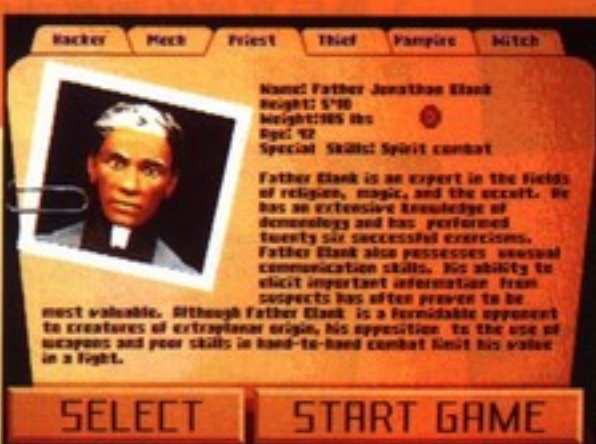 Hacker Mech Priest Thief Vampire Witch
Name: Father Jonathan Blank
Height: 5'10
Weight:185 lbs
Age: 42
Special Skills: Spirit combat
Father Blank is an expert in the fields
of religion, magic, and the occult. He
has an extensive knowledge of
demonology and has performed
twenty six successful exorcisms.
Father Blank also possesses unusual
communication skills. His ability to
elicit important information from
suspects has often proven to be
most valuable. Although Father Blank is a formidable opponent
to creatures of extraplanar origin, his opposition to the use of
weapons and poor skills in hand-to-hand combat limit his value
in a fight.
SELECT START GAME